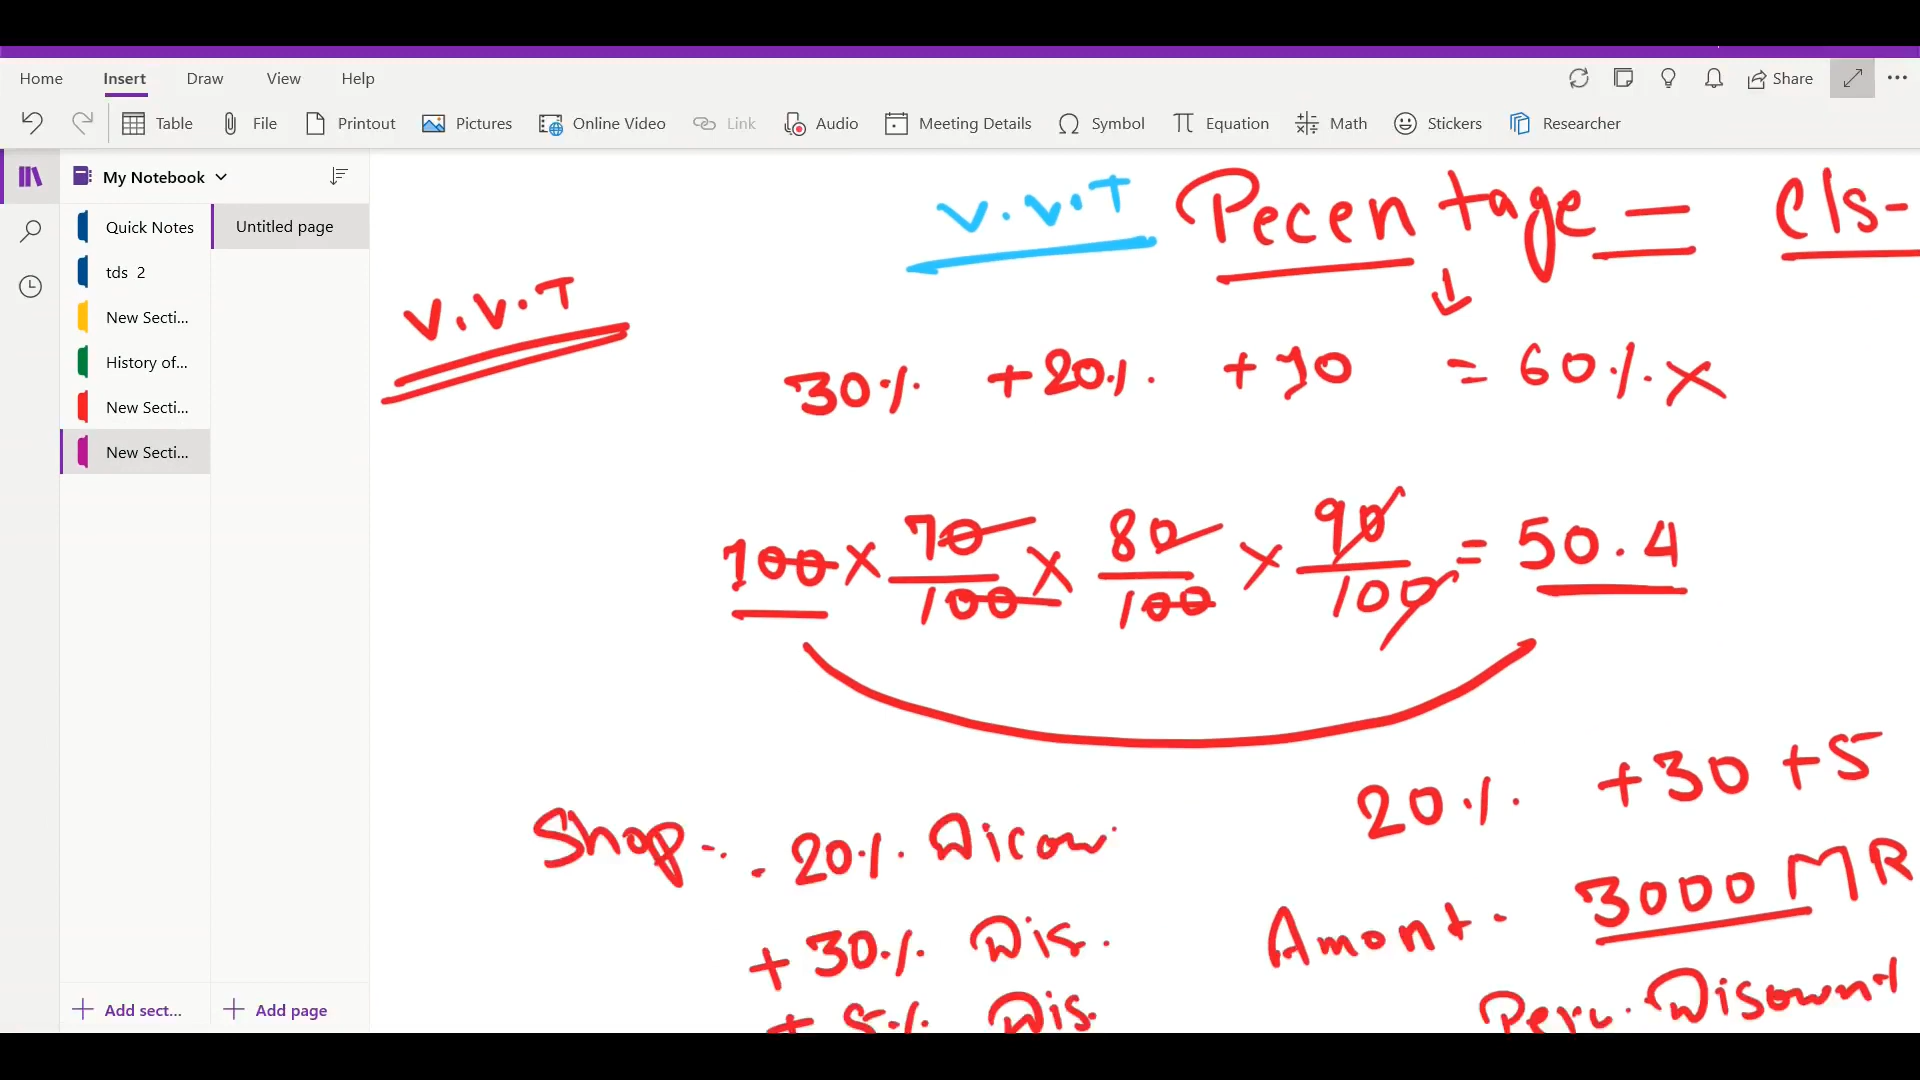 Home Insert Draw View Help Share
Table File Printout Pictures Online Video Link Audio Meeting Details Symbol Equation Math Stickers Researcher
My Notebook
Quick Notes
tds 2
New Secti...
History of...
New Secti...
New Secti...
Untitled page
Add sect...
Add page
V.V.T Pecentage = Cls-
V.V.T
30% +20%. +10 = 60% X
100 X 70/100 X 80/100 X 90/100 = 50.4
20%. +30 +5
Shop -. - 20%. Dicow
Amont. 3000 MR
+ 30% Dis.
+ 5% Dis.
Disount